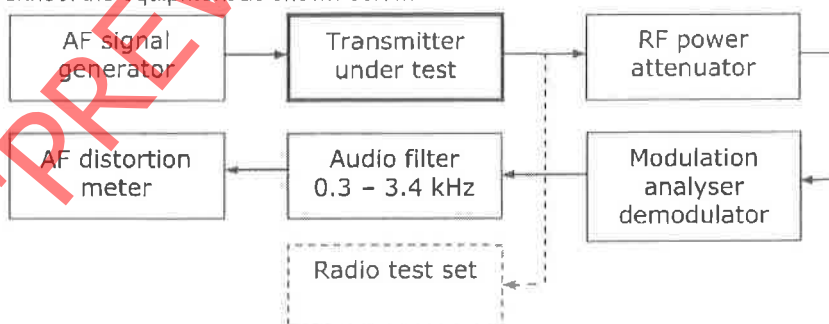 AF signal
generator
Transmitter
under test
RF power
attenuator
AF distortion
meter
Audio filter
0.3 – 3.4 kHz
Modulation
analyser
demodulator
Radio test set
PREV